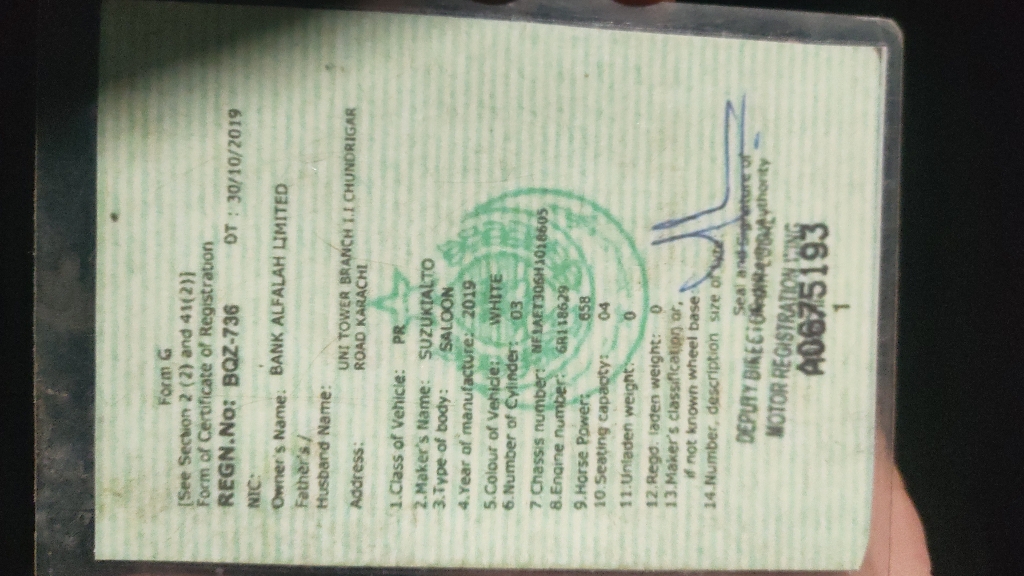 Form G
[See Section 2 (2) and 41(2)]
Form of Certificate of Registration
REGN.No: BQZ-736 DT : 30/10/2019
NIC:
Owner's Name: BANK ALFALAH LIMITED
Father's/
Husband Name:
Address: UNI TOWER BRANCH I.I CHUNDRIGAR
ROAD KARACHI
1.Class of Vehicle: PR
2.Maker's Name: SUZUKIALTO
3.Type of body: SALOON
4.Year of manufacture: 2019
5.Colour of Vehicle: WHITE
6.Number of Cylinder: 03
7 Chassis number:
8.Engine number: GR118629
9.Horse Power: 658
10.Seating capacity: 04
11.Unladen weight: 0
12.Regd. laden weight: 0
13.Maker's classification or,
if not known wheel base
14.Number, description size of
Seal and Signature of
Authority
DEPUTY
MOTOR REGISTRATION WING
A0675193
1